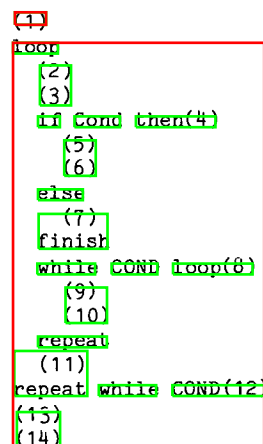 (1)
loop
(2)
(3)
if Cond then(4)
(5)
(6)
else
(7)
finish
while COND loop(8)
(9)
(10)
repeat
(11)
repeat while COND(12)
(13)
(14)